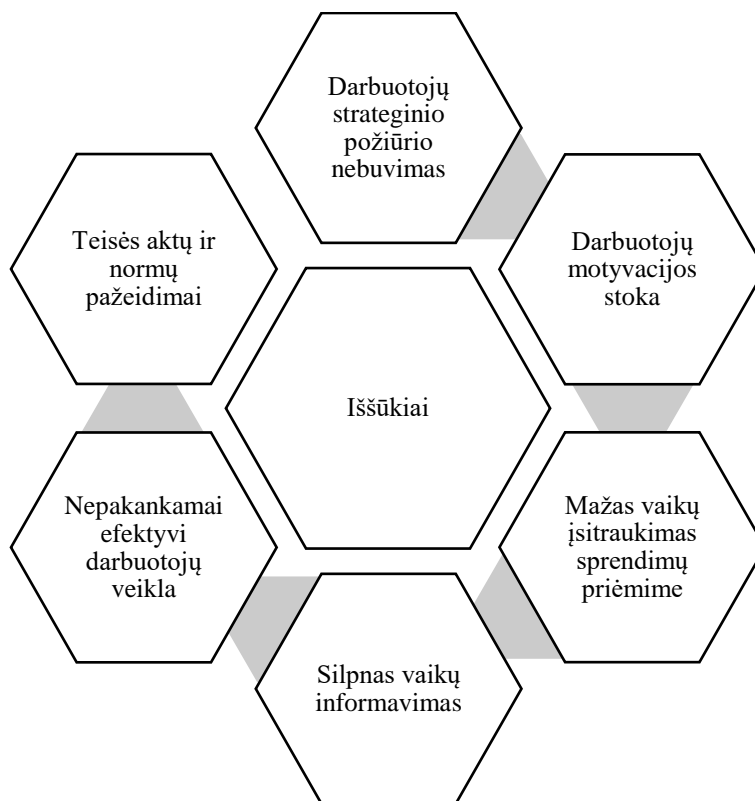 Darbuotojų
strateginio
požiūrio
nebuvimas
Teisės aktų ir
normų
pažeidimai
Darbuotojų
motyvacijos
stoka
Iššūkiai
Nepakankamai
efektyvi
darbuotojų
veikla
Mažas vaikų
įsitraukimas
sprendimų
priėmime
Silpnas vaikų
informavimas